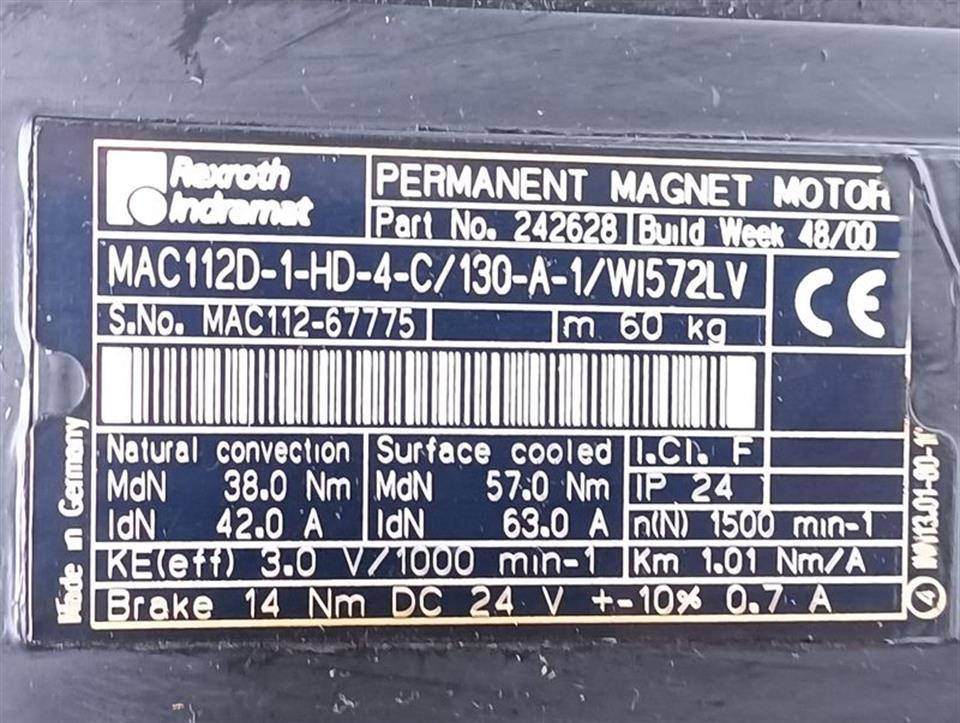 Rexroth
Indramat
PERMANENT MAGNET MOTOR
Part No. 242628 Build Week 48/00
MAC112D-1-HD-4-C/130-A-1/WI572LV
CE
S.No. MAC112-67775 m 60 kg
Natural convection
MdN 38.0 Nm
IdN 42.0 A
Surface cooled
MdN 57.0 Nm
IdN 63.0 A
I.Cl. F
IP 24
n(N) 1500 min-1
KE(eff) 3.0 V/1000 min-1
Km 1.01 Nm/A
Brake 14 Nm DC 24 V +-10% 0.7 A
Made in Germany
4